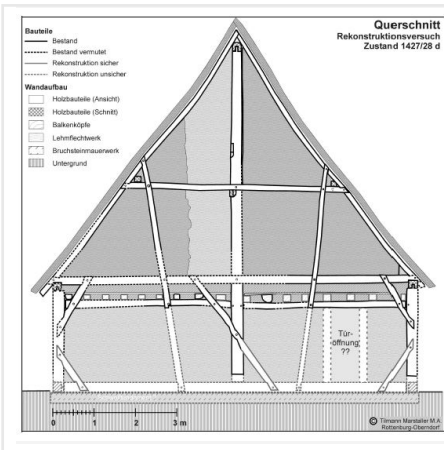 Querschnitt
Rekonstruktionsversuch
Zustand 1427/28 d
Bauteile
Bestand
Bestand vermutet
Rekonstruktion sicher
Rekonstruktion unsicher
Wandaufbau
Holzbauteile (Ansicht)
Holzbauteile (Schnitt)
Balkenköpfe
Lehmflechtwerk
Bruchsteinmauerwerk
Untergrund
Tür-
öffnung
??
0 1 2 3 m
© Tilmann Marstaller M.A.
Rottenburg-Oberndorf